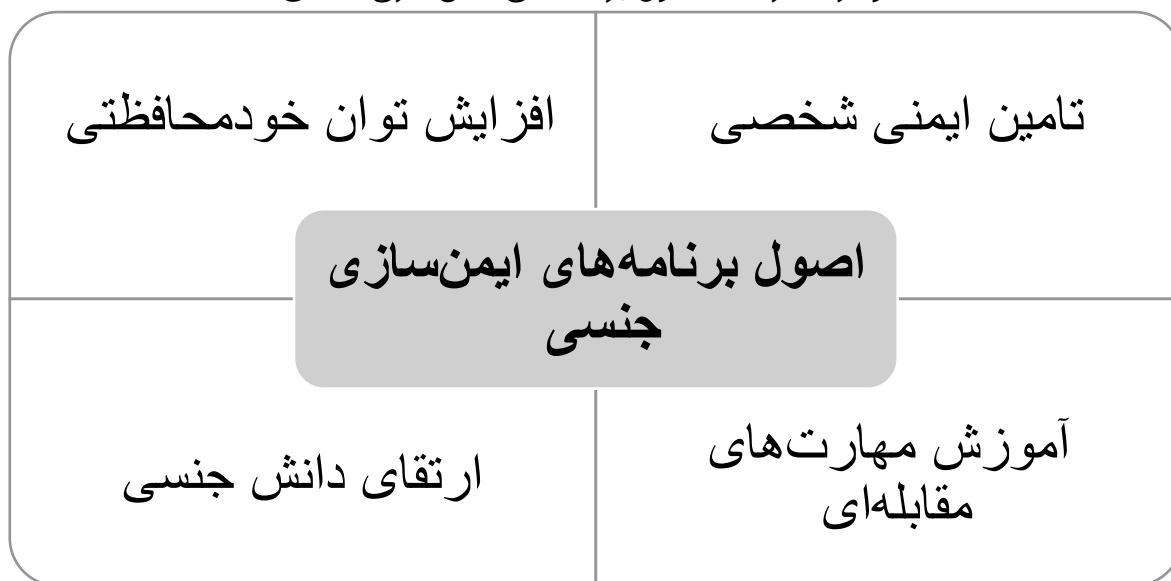 تامین ایمنی شخصی
افزایش توان خودمحافظتی
اصول برنامه‌های ایمن‌سازی
جنسی
آموزش مهارت‌های
مقابله‌ای
ارتقای دانش جنسی